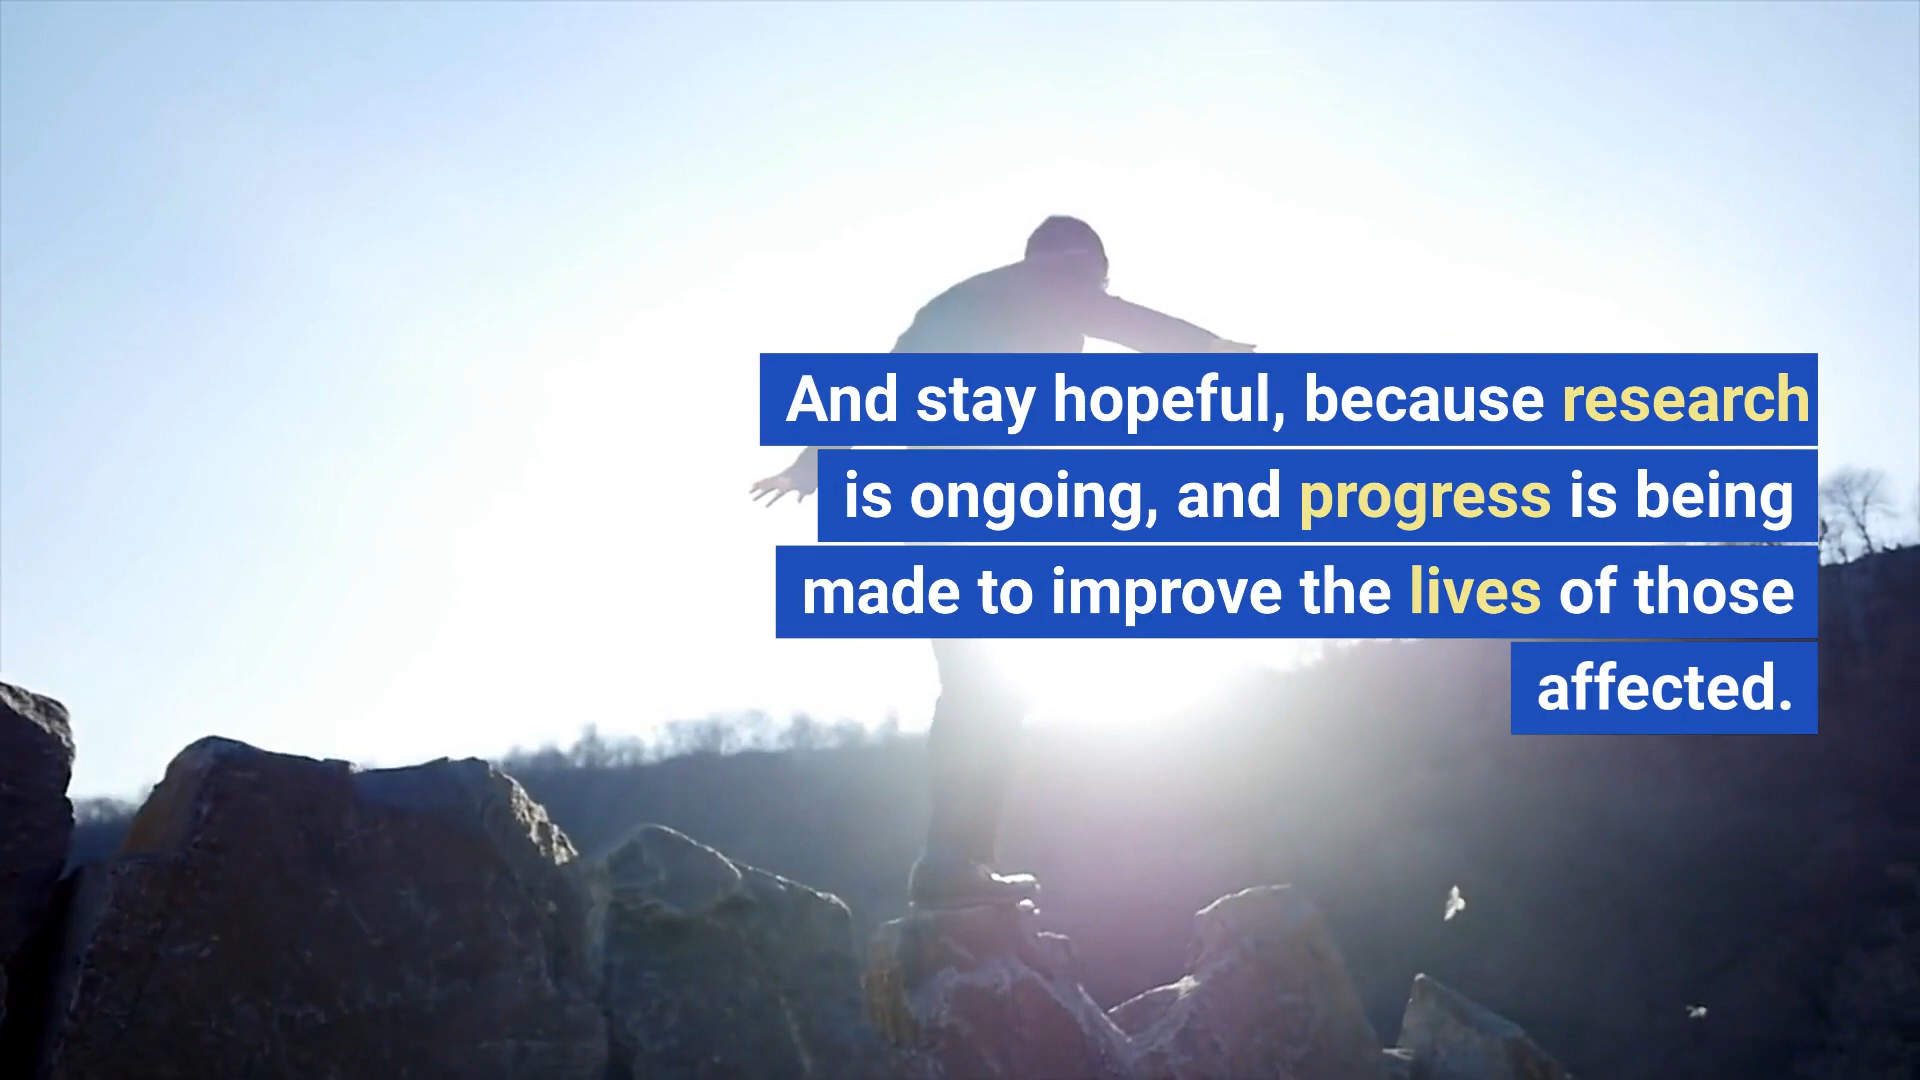 And stay hopeful, because research
is ongoing, and progress is being
made to improve the lives of those
affected.